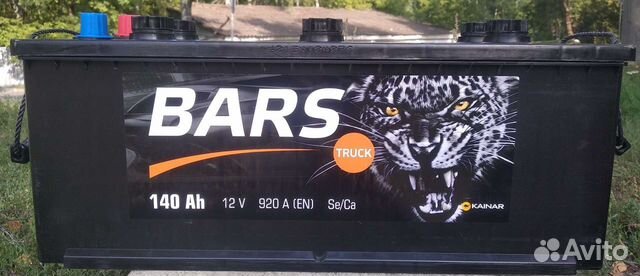 BARS
TRUCK
140 Ah 12 V 920 A (EN) Se/Ca
KAINAR
Avito